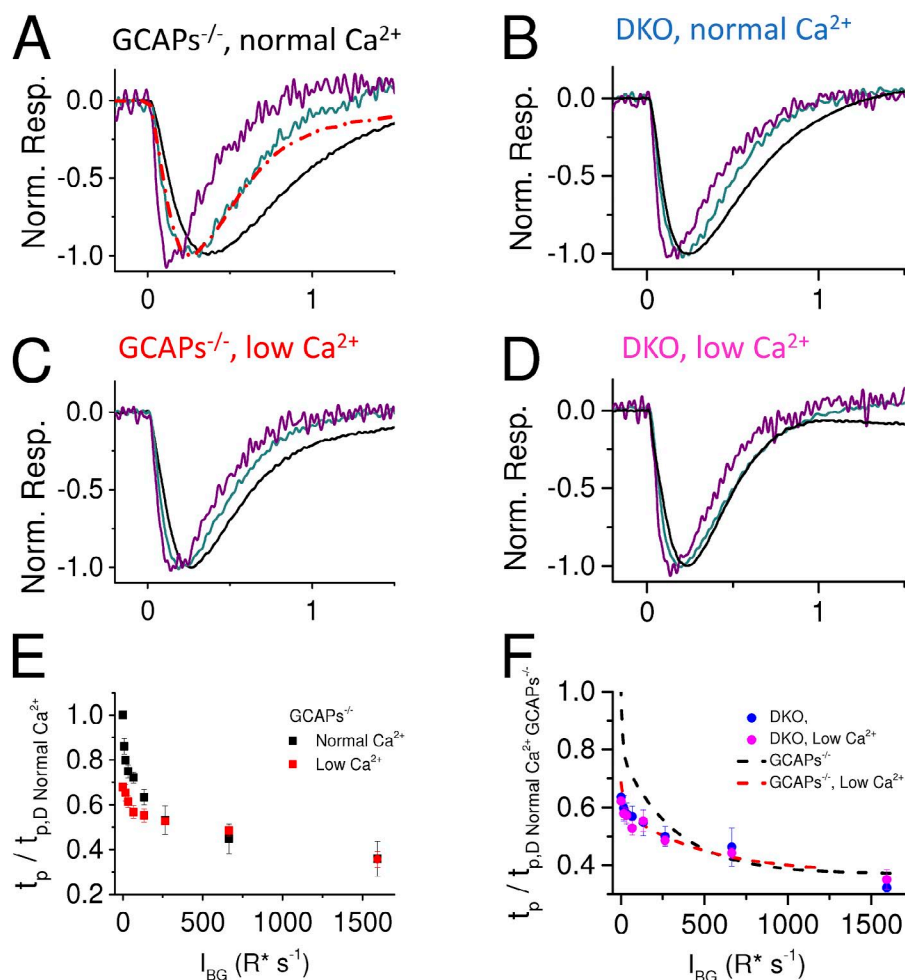 A
GCAPs-/-, normal Ca2+
Norm. Resp.
0.0
-0.5
-1.0
0
1
B
DKO, normal Ca2+
Norm. Resp.
0.0
-0.5
-1.0
0
1
C
GCAPs-/-, low Ca2+
Norm. Resp.
0.0
-0.5
-1.0
0
1
D
DKO, low Ca2+
Norm. Resp.
0.0
-0.5
-1.0
0
1
E
tp / tp,D Normal Ca2+
1.0
0.8
0.6
0.4
0.2
GCAPs-/-
Normal Ca2+
Low Ca2+
0
500
1000
1500
IBG (R* s-1)
F
tp / tp,D Normal Ca2+ GCAPs-/-
1.0
0.8
0.6
0.4
DKO,
DKO, Low Ca2+
GCAPs-/-
GCAPs-/-, Low Ca2+
0
500
1000
1500
IBG (R* s-1)